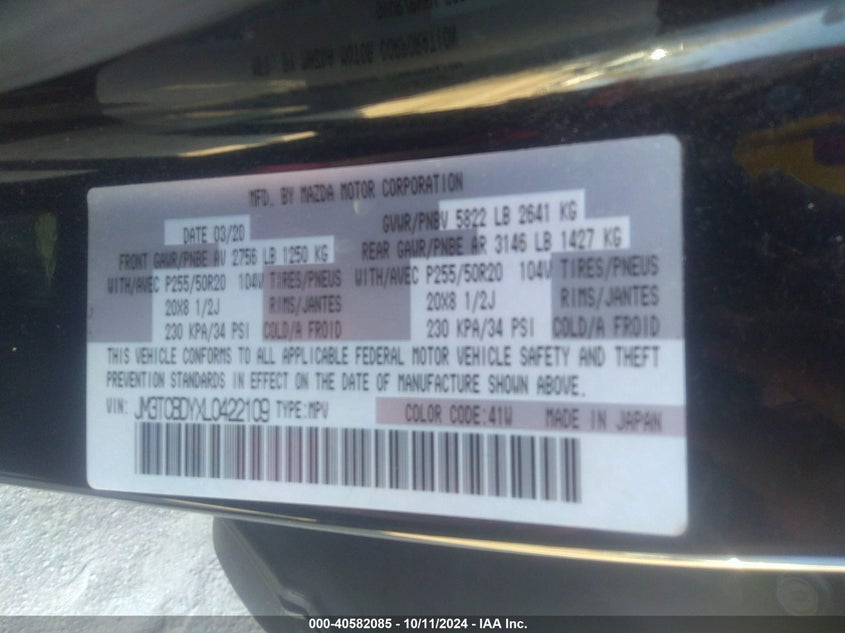 MFD. BY MAZDA MOTOR CORPORATION
DATE 03/20 GVWR/PNBV 5822 LB 2641 KG
FRONT GAWR/PNBE AV 2756 LB 1250 KG REAR GAWR/PNBE AR 3146 LB 1427 KG
WITH/AVEC P255/50R20 104V TIRES/PNEUS WITH/AVEC P255/50R20 104V TIRES/PNEUS
20X8 1/2J RIMS/JANTES 20X8 1/2J RIMS/JANTES
230 KPA/34 PSI COLD/A FROID 230 KPA/34 PSI COLD/A FROID
THIS VEHICLE CONFORMS TO ALL APPLICABLE FEDERAL MOTOR VEHICLE SAFETY AND THEFT
PREVENTION STANDARDS IN EFFECT ON THE DATE OF MANUFACTURE SHOWN ABOVE.
VIN: JM3TCBDYXL0422109 TYPE:MPV COLOR CODE:41W MADE IN JAPAN
000-40582085 - 10/11/2024 - IAA Inc.